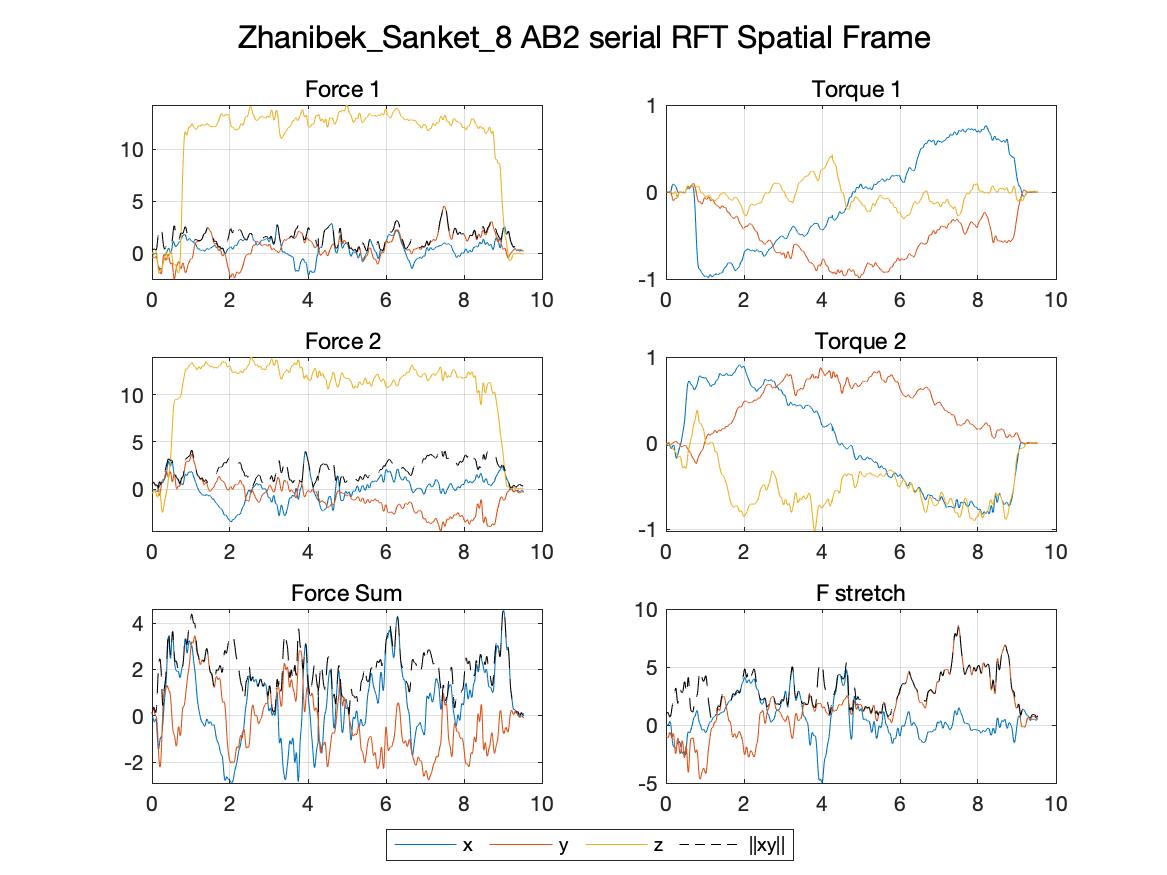 Zhanibek_Sanket_8 AB2 serial RFT Spatial Frame
Force 1
10
5
0
0 2 4 6 8 10
Torque 1
1
0
-1
0 2 4 6 8 10
Force 2
10
5
0
0 2 4 6 8 10
Torque 2
1
0
-1
0 2 4 6 8 10
Force Sum
4
2
0
-2
0 2 4 6 8 10
F stretch
10
5
0
-5
0 2 4 6 8 10
x y z ||xy||